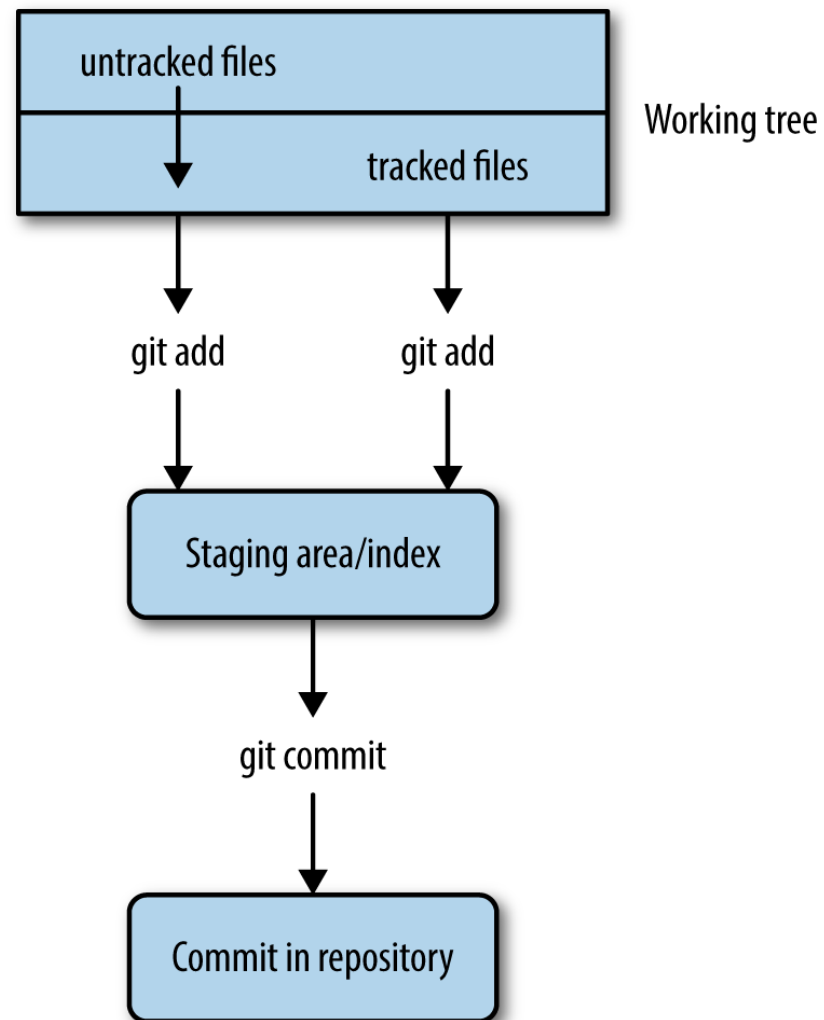 untracked files
Working tree
tracked files
git add
git add
Staging area/index
git commit
Commit in repository